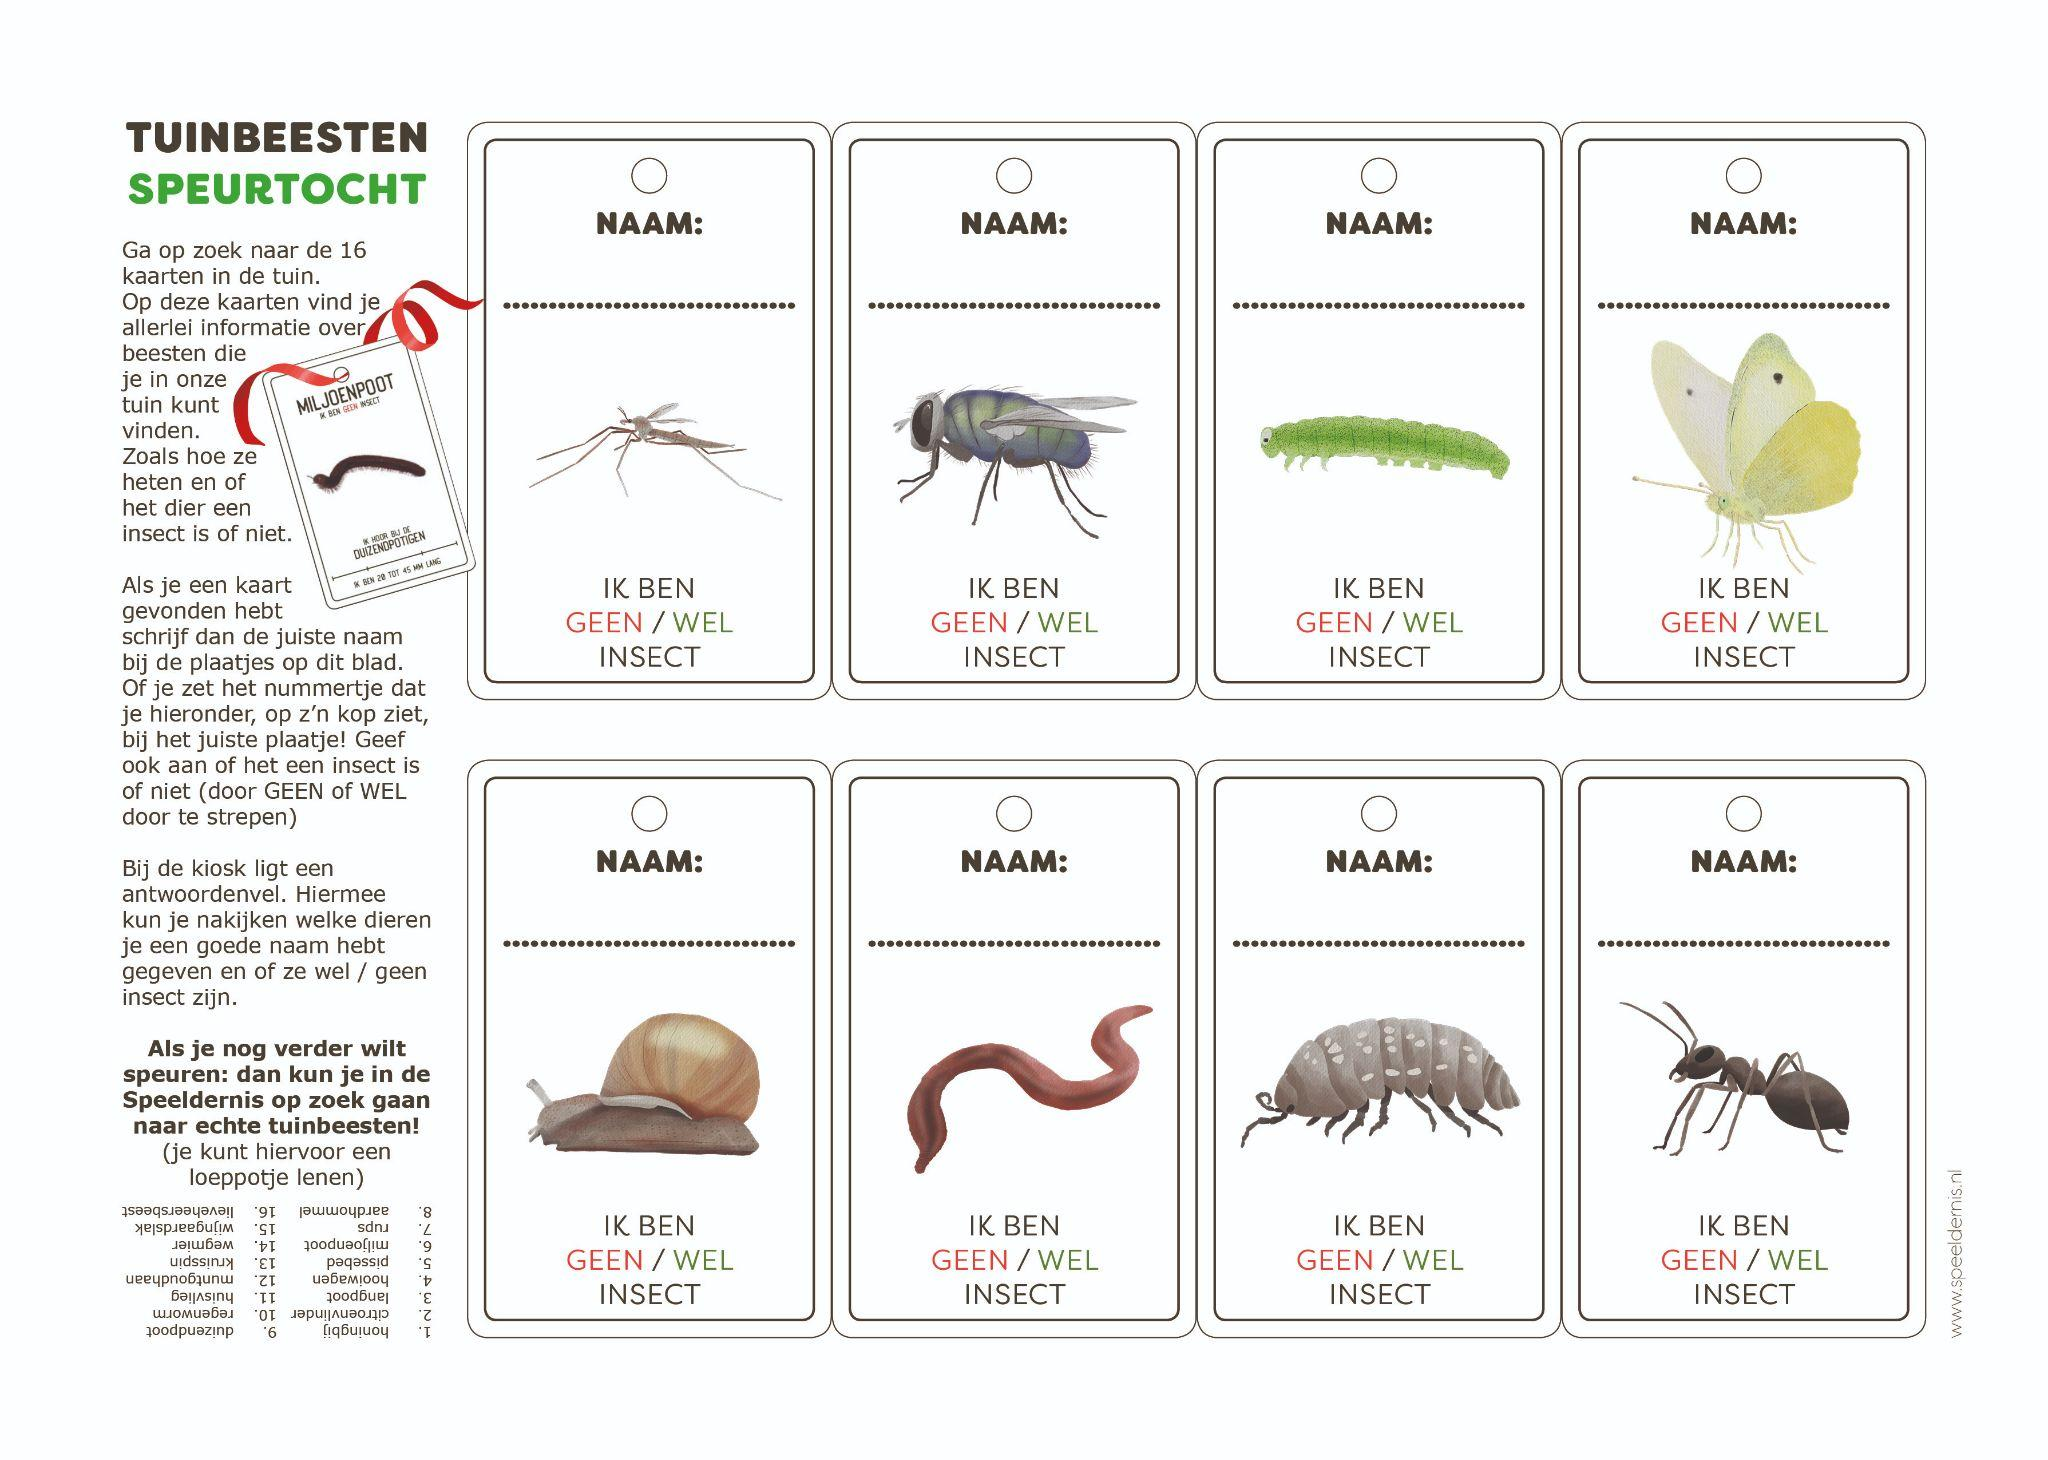 TUINBEESTEN
SPEURTOCHT
Ga op zoek naar de 16
kaarten in de tuin.
Op deze kaarten vind je
allerlei informatie over
beesten die
je in onze
tuin kunt
vinden.
Zoals hoe ze
heten en of
het dier een
insect is of niet.
MILJOENPOOT
IK BEN GEEN INSECT
IK HOOR BIJ DE
DUIZENDPOTIGEN
IK BEN 20 TOT 45 MM LANG
Als je een kaart
gevonden hebt
schrijf dan de juiste naam
bij de plaatjes op dit blad.
Of je zet het nummertje dat
je hieronder, op z’n kop ziet,
bij het juiste plaatje! Geef
ook aan of het een insect is
of niet (door GEEN of WEL
door te strepen)
Bij de kiosk ligt een
antwoordenvel. Hiermee
kun je nakijken welke dieren
je een goede naam hebt
gegeven en of ze wel / geen
insect zijn.
Als je nog verder wilt
speuren: dan kun je in de
Speeldernis op zoek gaan
naar echte tuinbeesten!
(je kunt hiervoor een
loeppotje lenen)
1. honingbij 9. duizendpoot
2. citroenvlinder 10. regenworm
3. langpoot 11. huisvlieg
4. hooiwagen 12. muntgoudhaan
5. pissebed 13. kruisspin
6. miljoenpoot 14. wegmier
7. rups 15. wijngaardslak
8. aardhommel 16. lieveheersbeest
NAAM:
IK BEN
GEEN / WEL
INSECT
NAAM:
IK BEN
GEEN / WEL
INSECT
NAAM:
IK BEN
GEEN / WEL
INSECT
NAAM:
IK BEN
GEEN / WEL
INSECT
NAAM:
IK BEN
GEEN / WEL
INSECT
NAAM:
IK BEN
GEEN / WEL
INSECT
NAAM:
IK BEN
GEEN / WEL
INSECT
NAAM:
IK BEN
GEEN / WEL
INSECT
www.speeldernis.nl